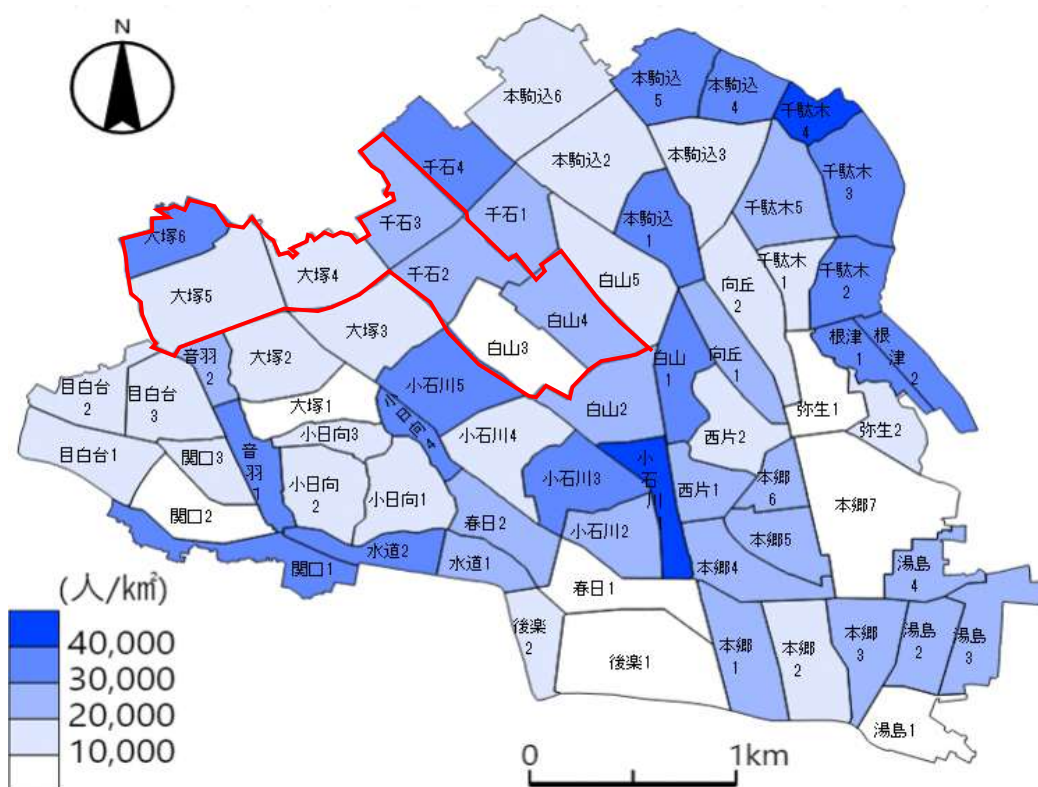 N
本駒込6
本駒込
5
本駒込
4
千駄木
4
千石4
本駒込2
本駒込3
千駄木
3
千石3
千石1
本駒込
1
千駄木5
大塚6
大塚4
千石2
白山5
向丘
2
千駄木
1
千駄木
2
大塚5
大塚3
白山4
白山3
白山
1
向丘
1
根津
1
根津
2
音羽
2
大塚2
目白台
2
目白台
3
小石川5
小日向4
白山2
弥生1
大塚1
小日向3
小石川4
西片2
弥生2
目白台1
関口3
音羽
1
小日向
2
小日向1
小石川3
小石川1
西片1
本郷
6
本郷7
関口2
春日2
小石川2
本郷5
水道2
水道1
本郷4
関口1
春日1
湯島
4
後楽
2
後楽1
本郷
1
本郷
2
本郷
3
湯島
2
湯島
3
湯島1
(人/k㎡)
40,000
30,000
20,000
10,000
0
1km